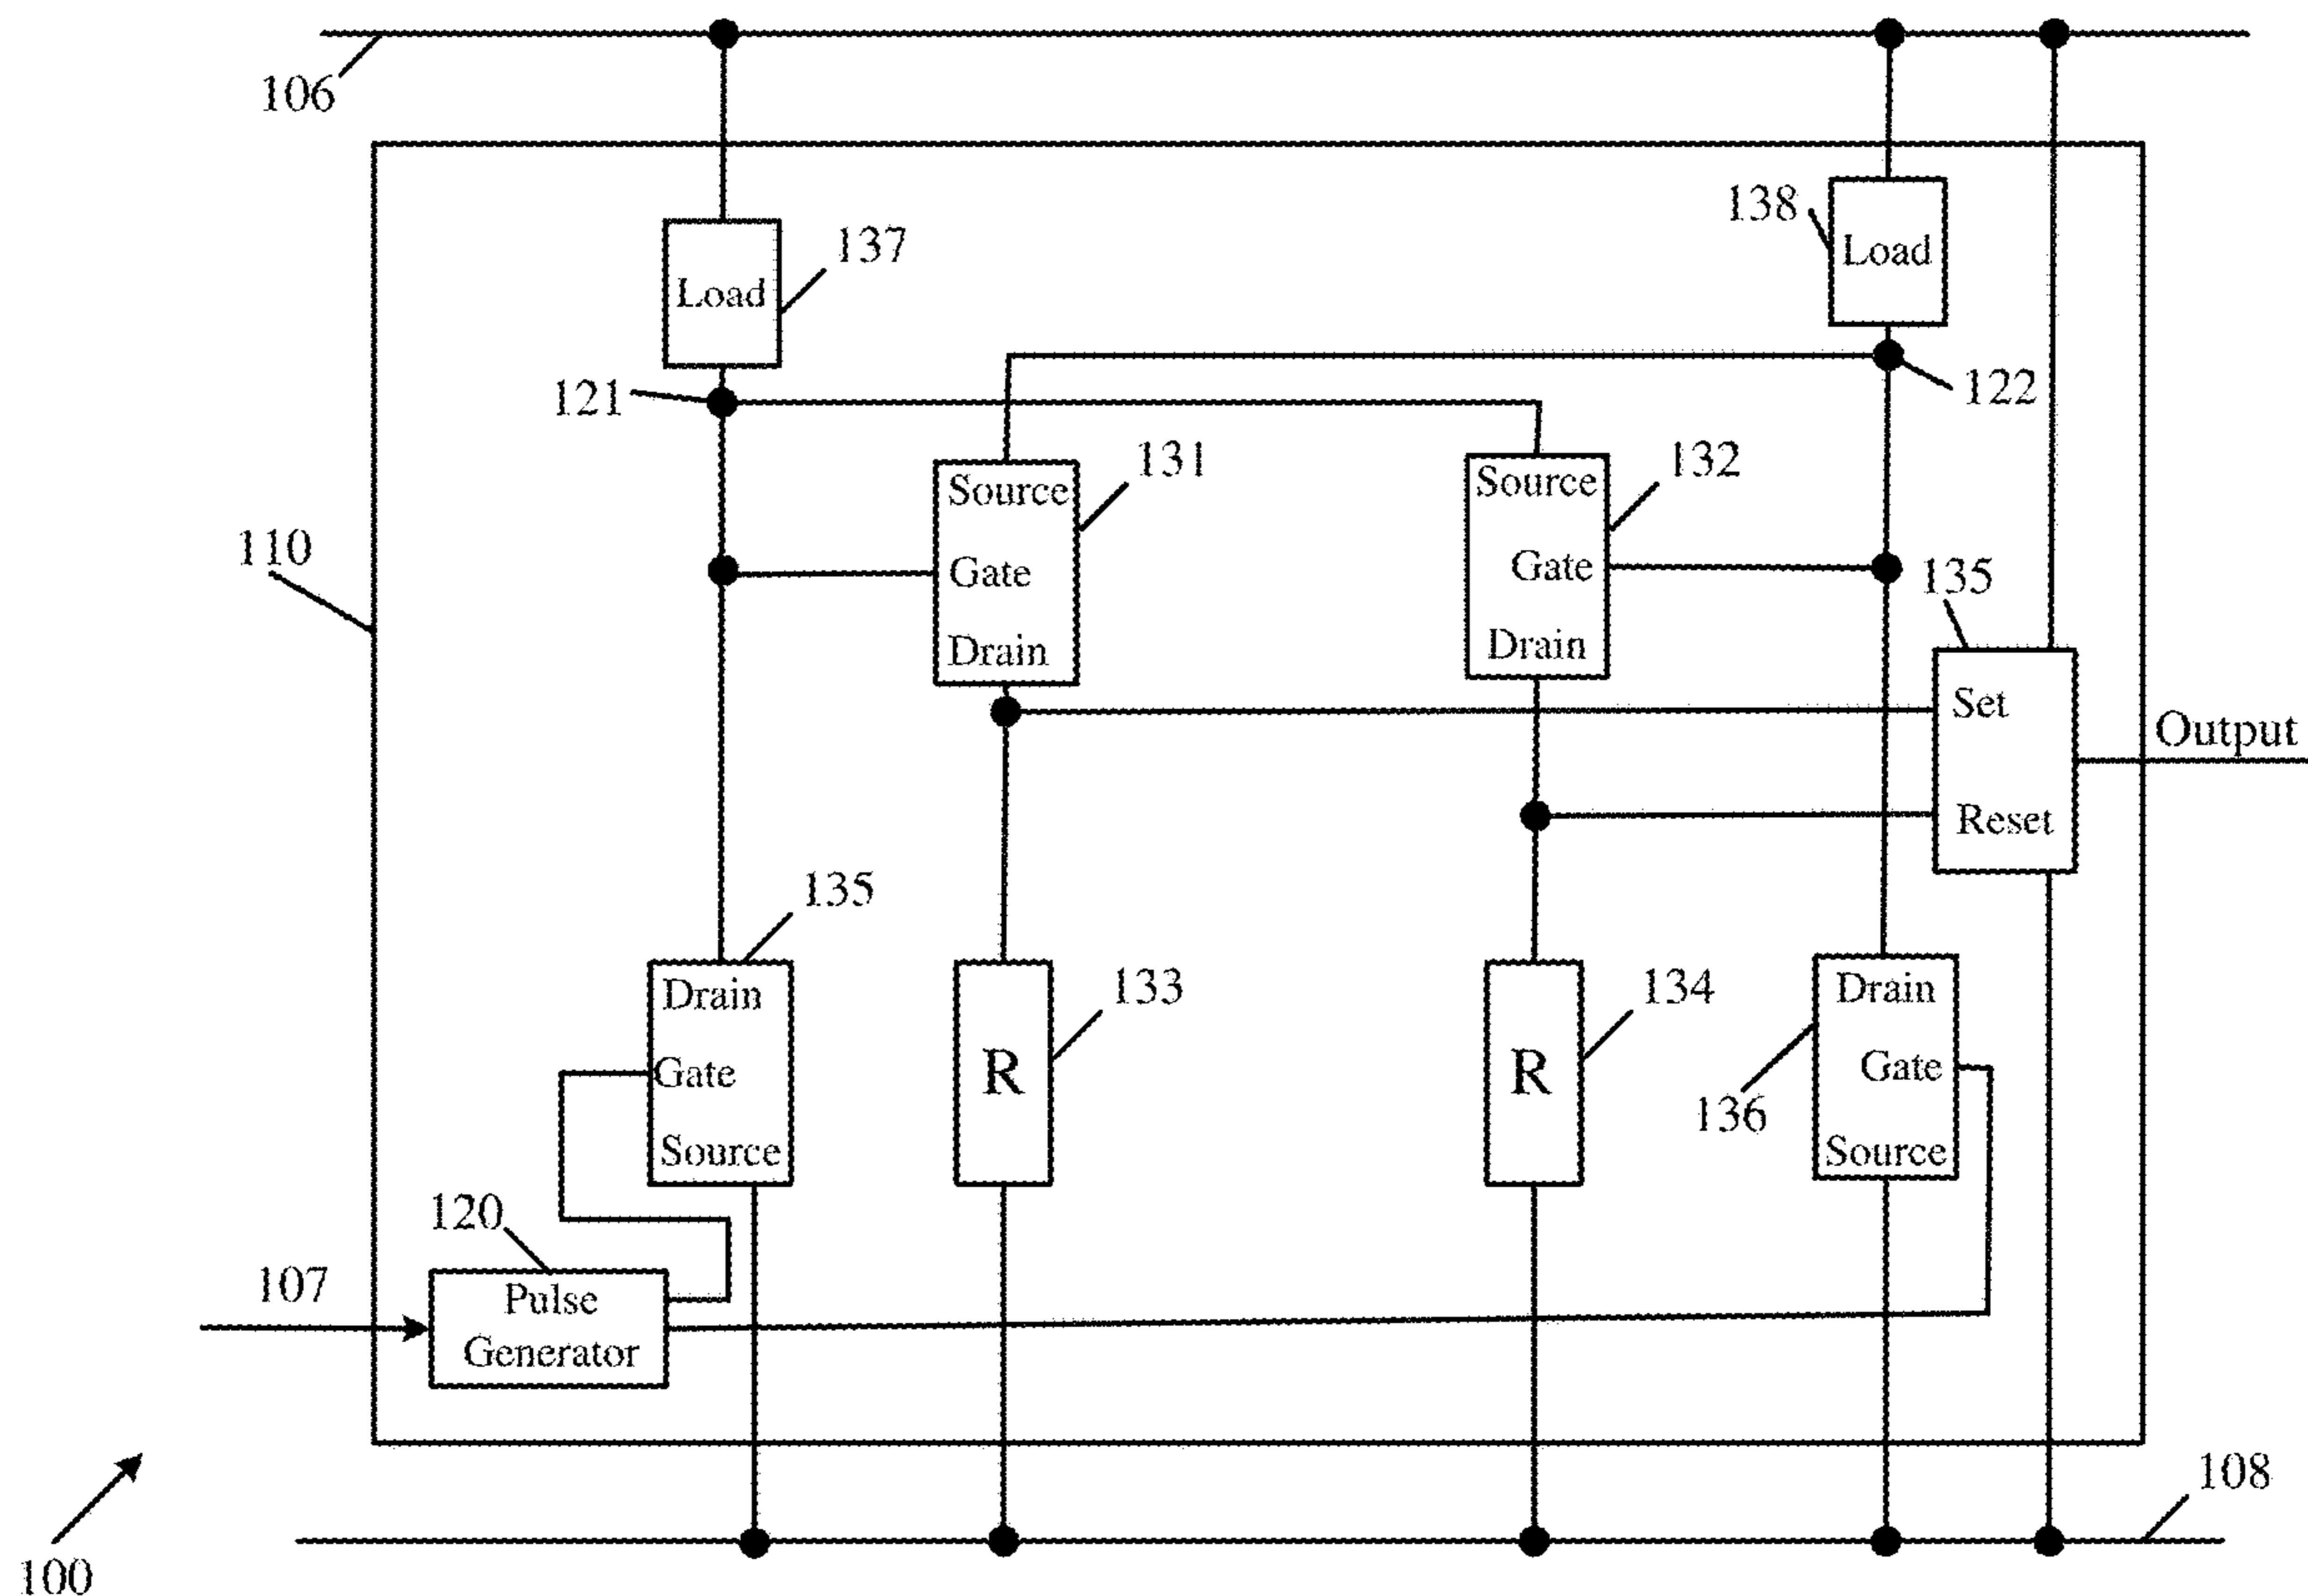 106
138
Load
137
Load
121
122
131
132
Source
Gate
Drain
Source
Gate
Drain
110
135
Set
Reset
Output
135
133
134
Drain
Gate
Source
R
R
Drain
Gate
Source
136
120
107
Pulse
Generator
108
100